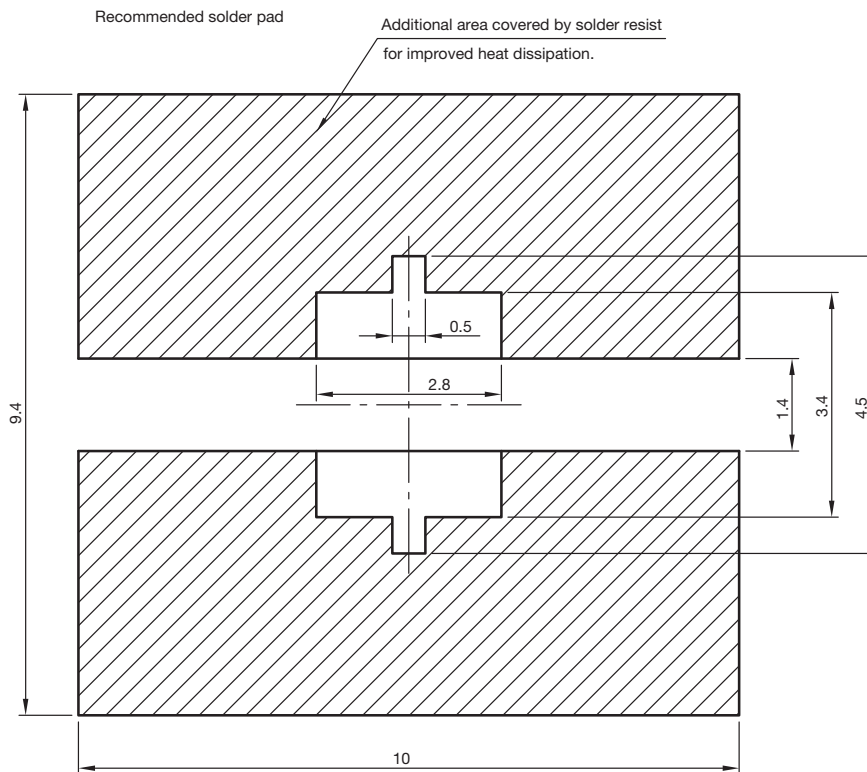 Recommended solder pad
Additional area covered by solder resist
for improved heat dissipation.
0.5
2.8
9.4
1.4
3.4
4.5
10